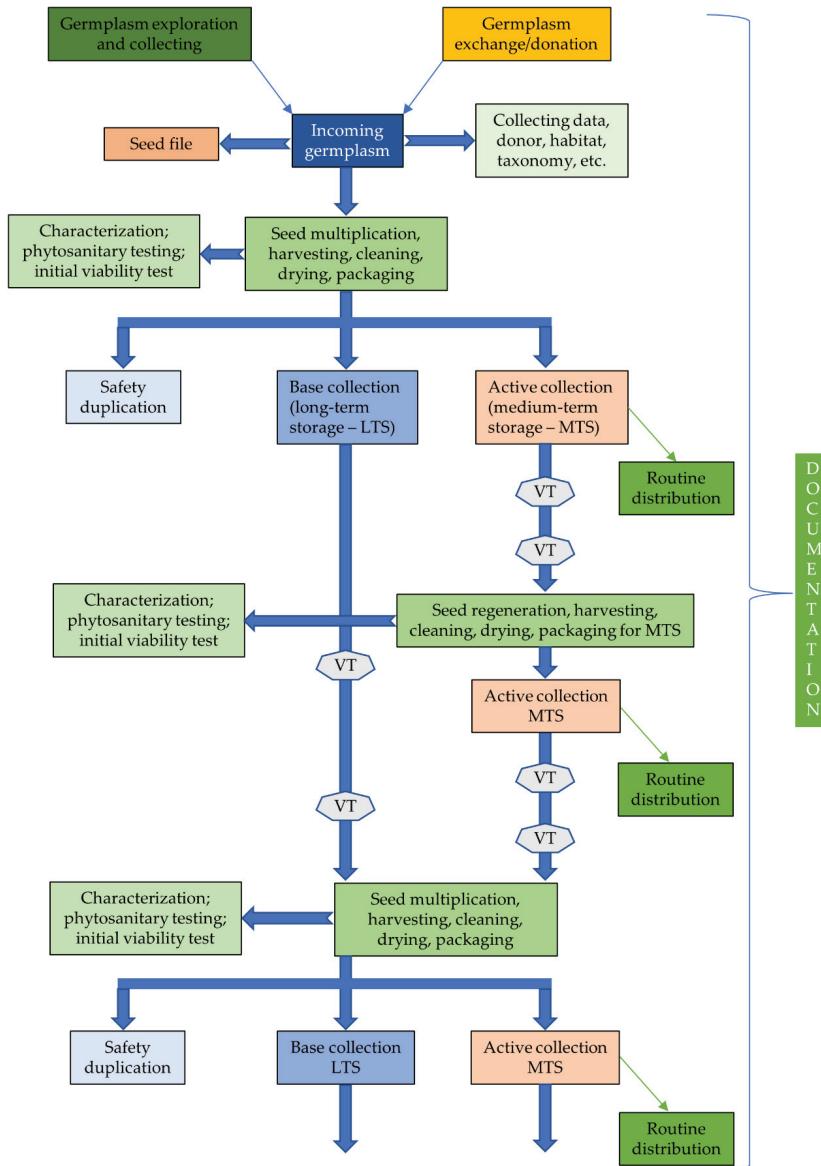 Germplasm exploration
and collecting
Germplasm
exchange/donation
Seed file
Incoming
germplasm
Collecting data,
donor, habitat,
taxonomy, etc.
Characterization;
phytosanitary testing;
initial viability test
Seed multiplication,
harvesting, cleaning,
drying, packaging
Safety
duplication
Base collection
(long-term
storage – LTS)
Active collection
(medium-term
storage – MTS)
Routine
distribution
VT
VT
Characterization;
phytosanitary testing;
initial viability test
Seed regeneration, harvesting,
cleaning, drying, packaging for MTS
VT
Active collection
MTS
Routine
distribution
VT
VT
VT
Characterization;
phytosanitary testing;
initial viability test
Seed multiplication,
harvesting, cleaning,
drying, packaging
Safety
duplication
Base collection
LTS
Active collection
MTS
Routine
distribution
DOCUMENTATION